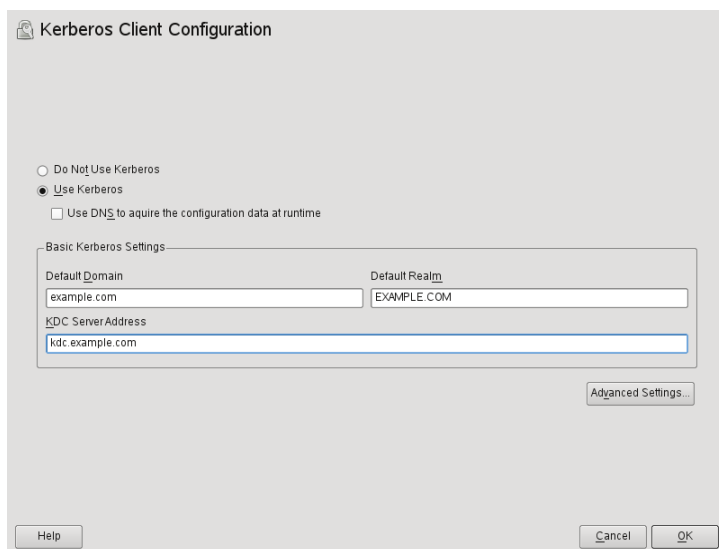 Kerberos Client Configuration
Do Not Use Kerberos
Use Kerberos
Use DNS to aquire the configuration data at runtime
Basic Kerberos Settings
Default Domain
Default Realm
example.com
EXAMPLE.COM
KDC Server Address
kdc.example.com
Advanced Settings...
Help
Cancel
OK